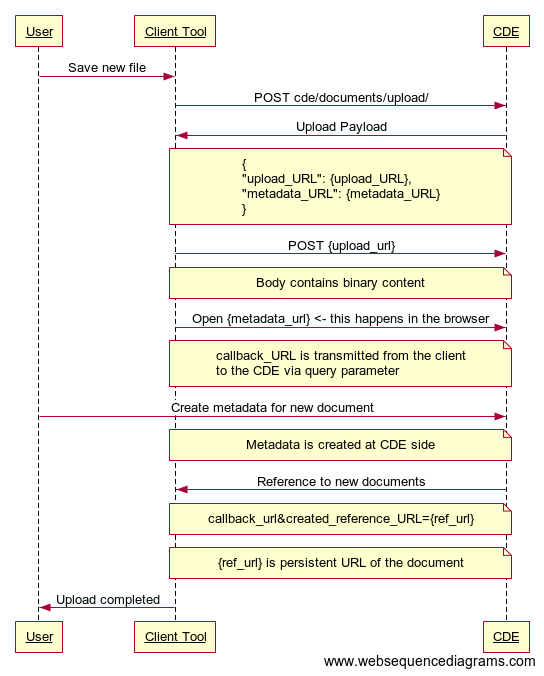 User Client Tool CDE
Save new file
POST cde/documents/upload/
Upload Payload
{
"upload_URL": {upload_URL},
"metadata_URL": {metadata_URL}
}
POST {upload_url}
Body contains binary content
Open {metadata_url} <- this happens in the browser
callback_URL is transmitted from the client
to the CDE via query parameter
Create metadata for new document
Metadata is created at CDE side
Reference to new documents
callback_url&created_reference_URL={ref_url}
{ref_url} is persistent URL of the document
Upload completed
User Client Tool CDE
www.websequencediagrams.com